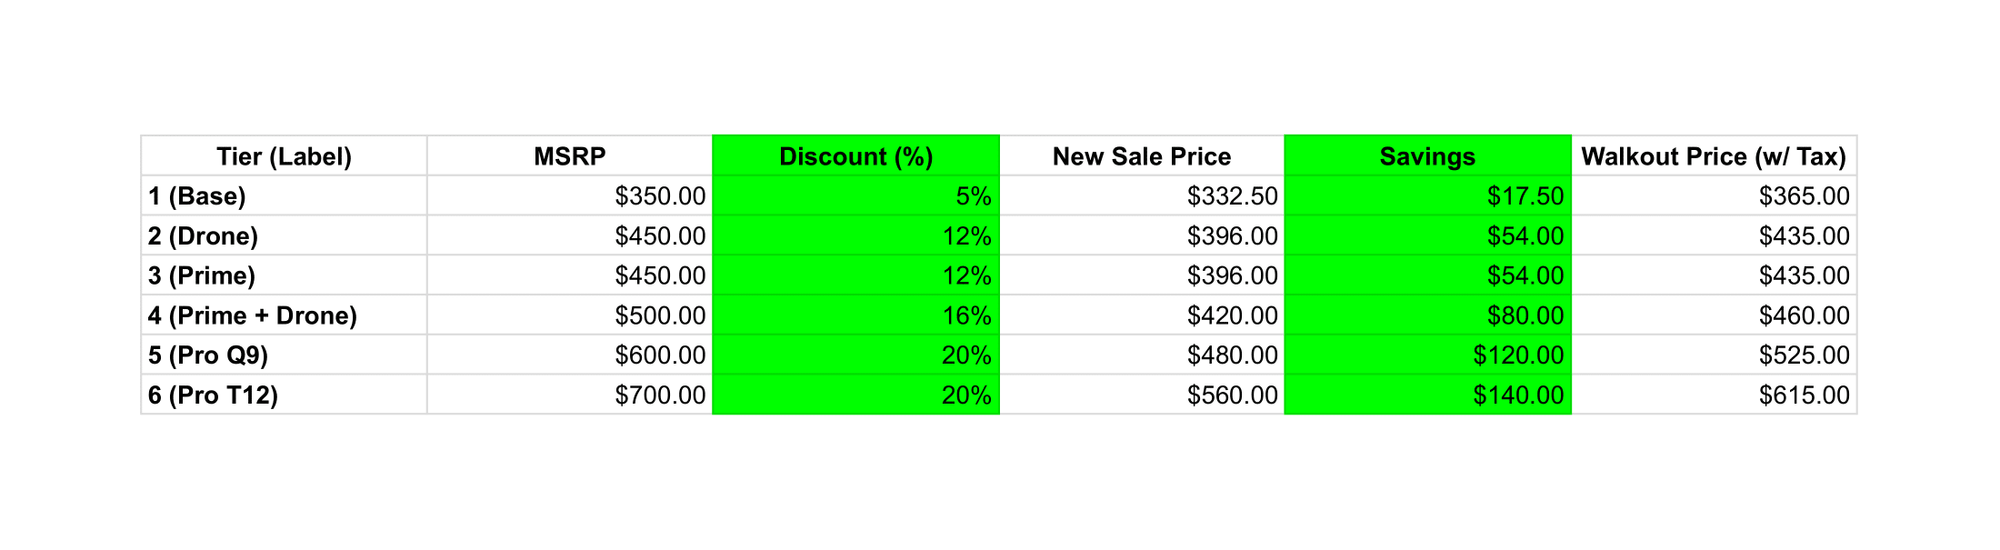 Tier (Label) MSRP Discount (%) New Sale Price Savings Walkout Price (w/ Tax)
1 (Base) $350.00 5% $332.50 $17.50 $365.00
2 (Drone) $450.00 12% $396.00 $54.00 $435.00
3 (Prime) $450.00 12% $396.00 $54.00 $435.00
4 (Prime + Drone) $500.00 16% $420.00 $80.00 $460.00
5 (Pro Q9) $600.00 20% $480.00 $120.00 $525.00
6 (Pro T12) $700.00 20% $560.00 $140.00 $615.00